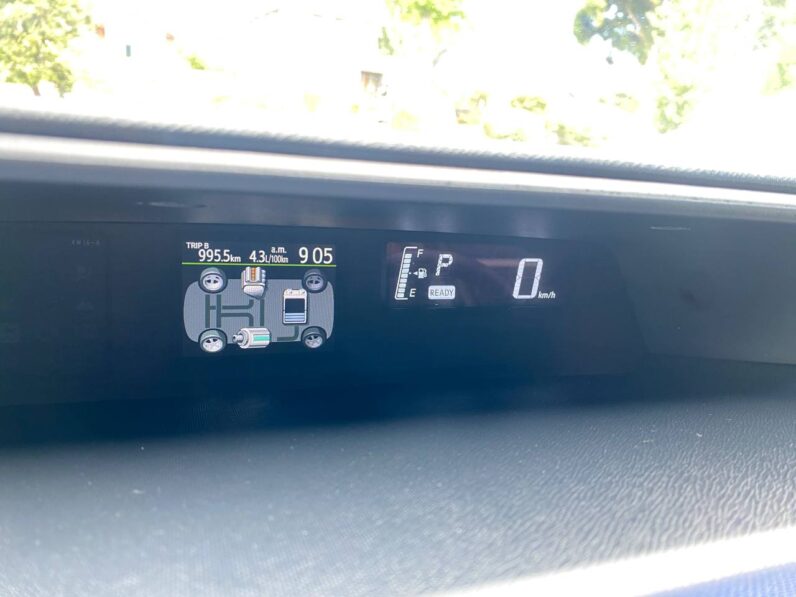 TRIP B
995.5km 4.3L/100km a.m. 9 05
F
P
E
READY
0 km/h